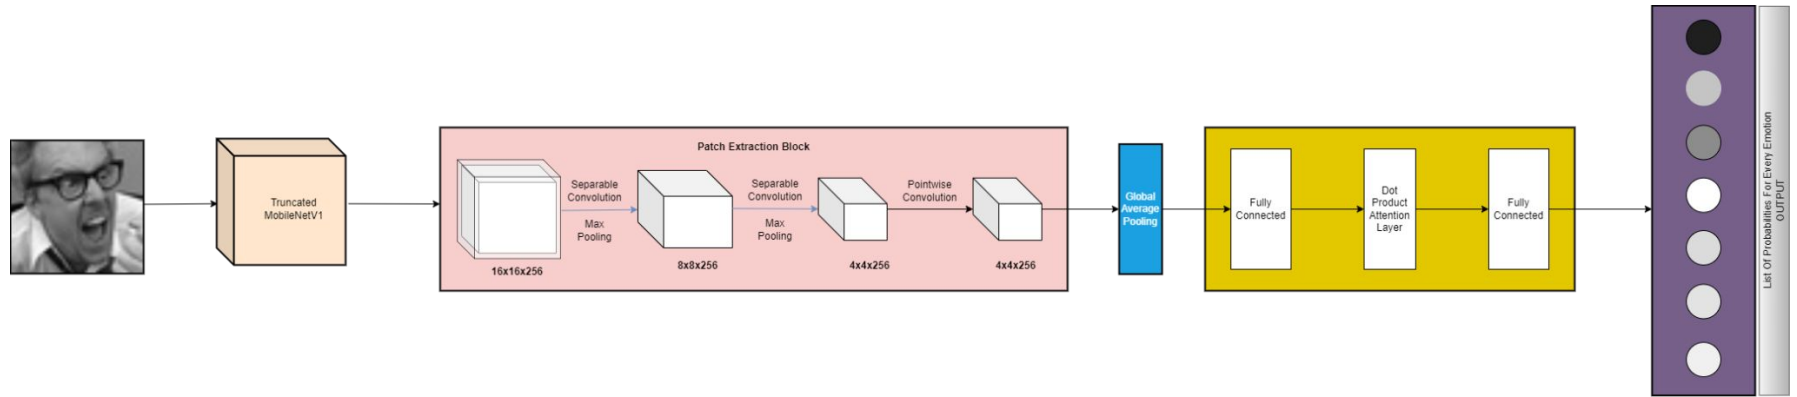 Patch Extraction Block
Truncated
MobileNetV1
Separable
Convolution
Max
Pooling
Separable
Convolution
Max
Pooling
Pointwise
Convolution
16x16x256
8x8x256
4x4x256
4x4x256
Global
Average
Pooling
Fully
Connected
Dot
Product
Attention
Layer
Fully
Connected
List Of Probabilities For Every Emotion
OUTPUT